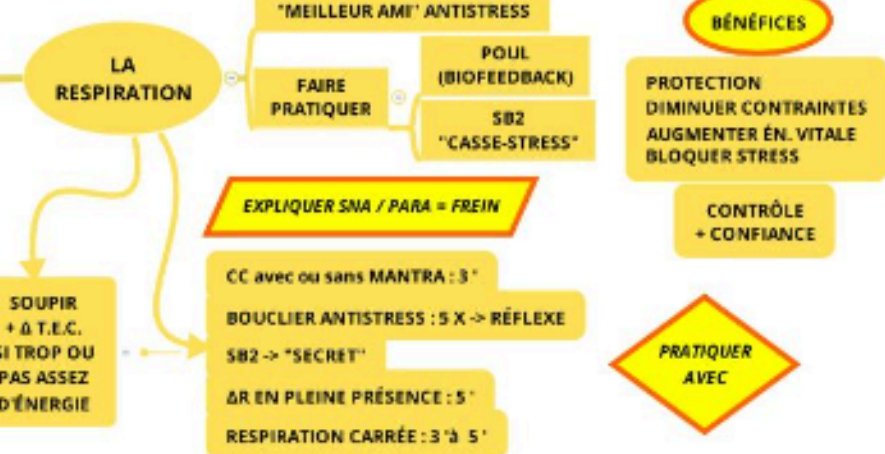 "MEILLEUR AMI" ANTISTRESS
LA
RESPIRATION
FAIRE
PRATIQUER
POUL
(BIOFEEDBACK)
SB2
"CASSE-STRESS"
BÉNÉFICES
PROTECTION
DIMINUER CONTRAINTES
AUGMENTER ÉN. VITALE
BLOQUER STRESS
CONTRÔLE
+ CONFIANCE
EXPLIQUER SNA / PARA = FREIN
SOUPIR
+ Δ T.E.C.
SI TROP OU
PAS ASSEZ
D'ÉNERGIE
CC avec ou sans MANTRA : 3'
BOUCLIER ANTISTRESS : 5 X -> RÉFLEXE
SB2 -> "SECRET"
ΔR EN PLEINE PRÉSENCE : 5'
RESPIRATION CARRÉE : 3 'à 5'
PRATIQUER
AVEC